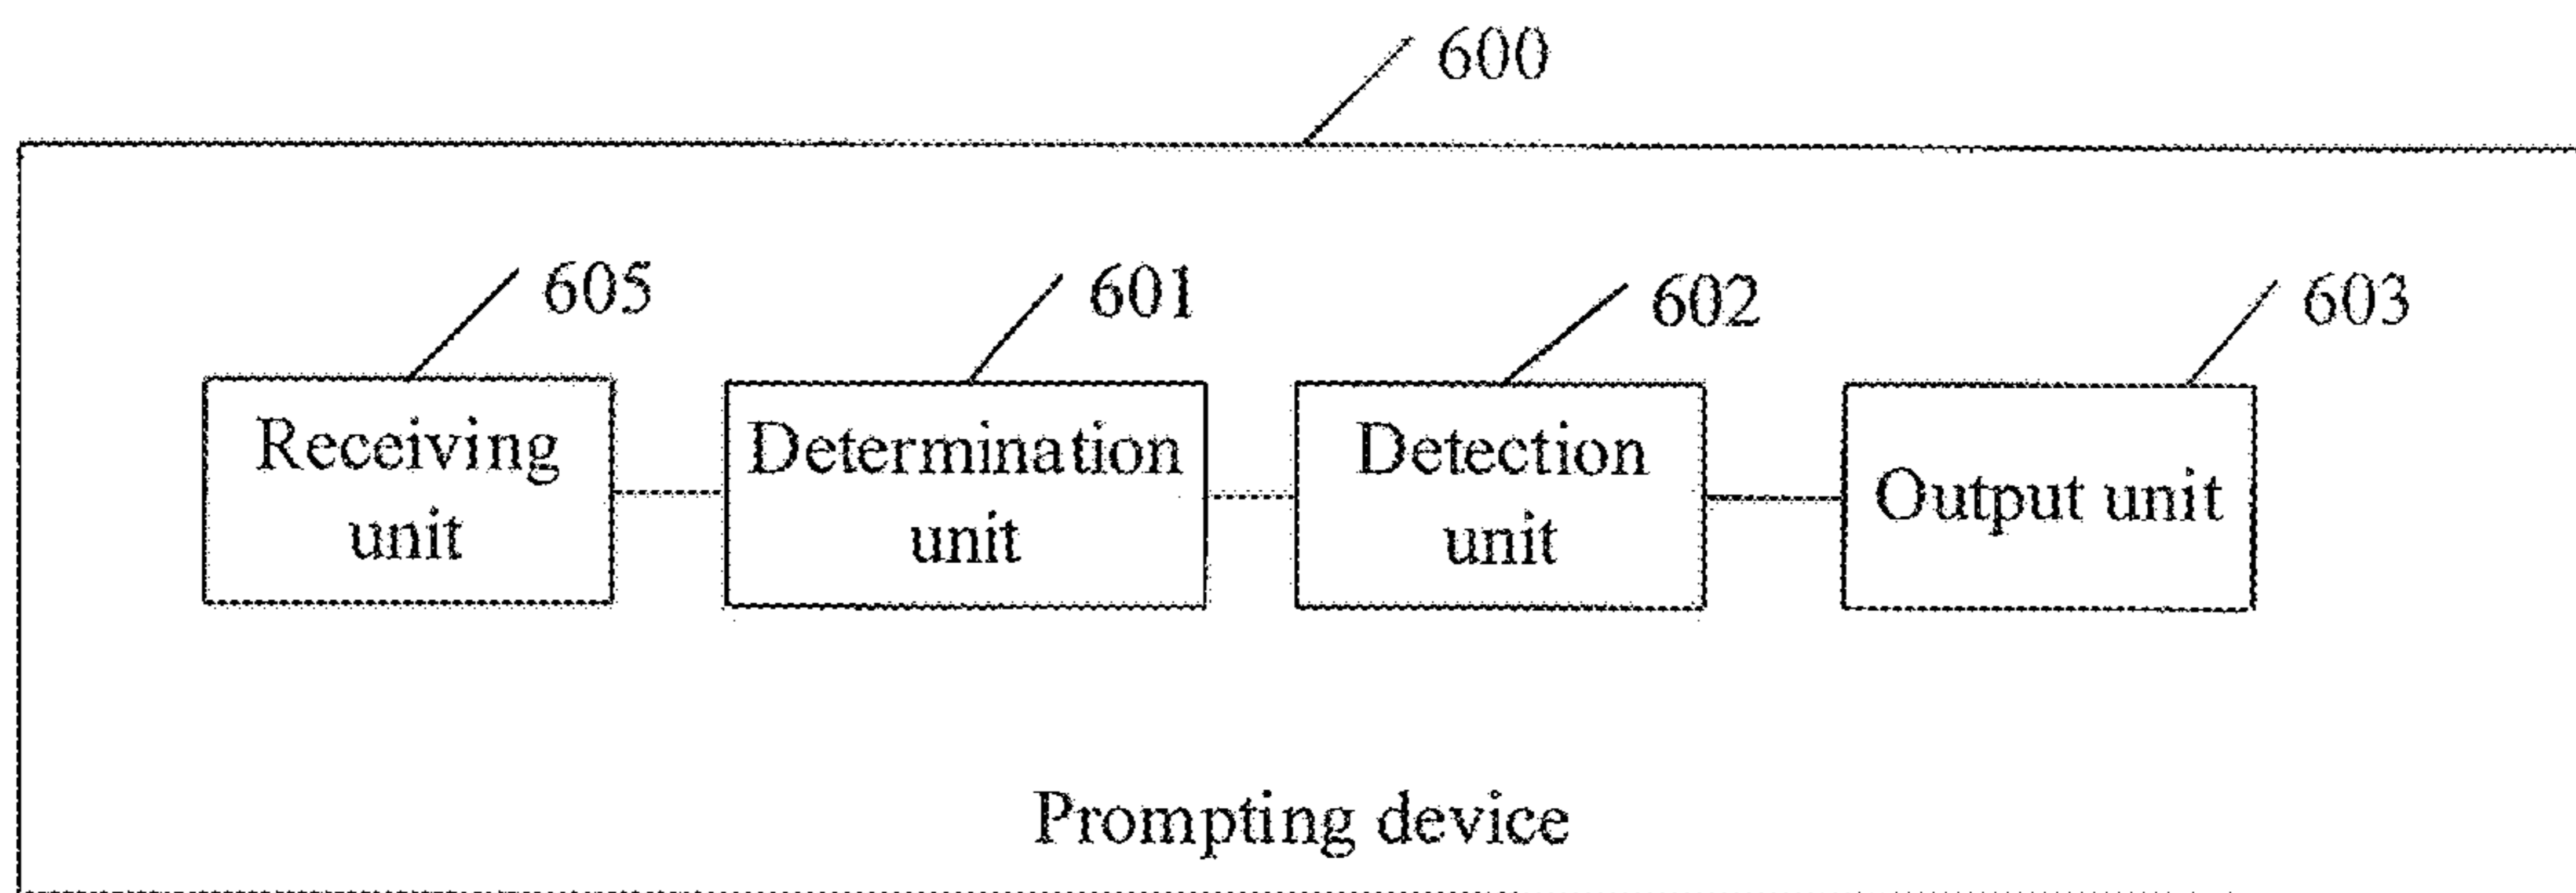 600
605
601
602
603
Receiving
unit
Determination
unit
Detection
unit
Output unit
Prompting device